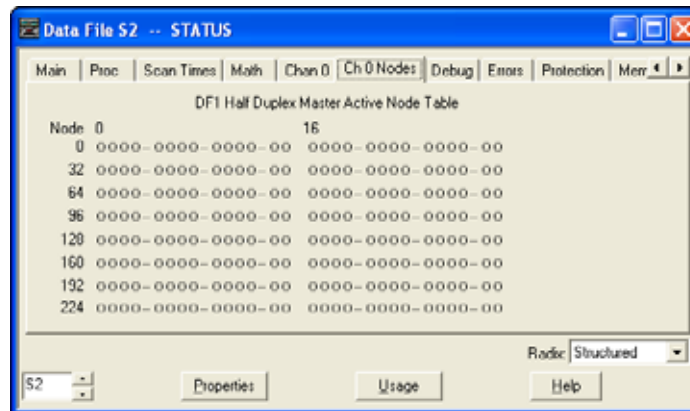 Data File S2 -- STATUS
Main Proc Scan Times Math Chan 0 Ch 0 Nodes Debug Errors Protection Mem
DF1 Half Duplex Master Active Node Table
Node 0 16
0 0000-0000-0000-00 0000-0000-0000-00
32 0000-0000-0000-00 0000-0000-0000-00
64 0000-0000-0000-00 0000-0000-0000-00
96 0000-0000-0000-00 0000-0000-0000-00
128 0000-0000-0000-00 0000-0000-0000-00
160 0000-0000-0000-00 0000-0000-0000-00
192 0000-0000-0000-00 0000-0000-0000-00
224 0000-0000-0000-00 0000-0000-0000-00
Radix: Structured
S2 Properties Usage Help